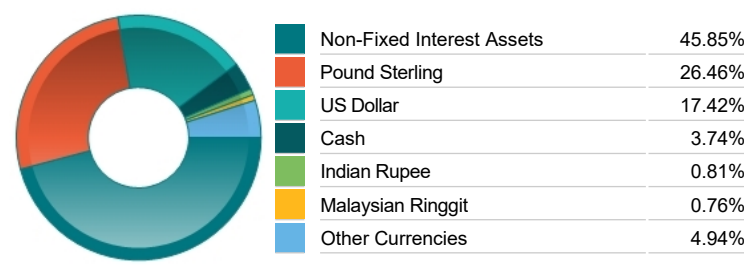 Non-Fixed Interest Assets 45.85%
Pound Sterling 26.46%
US Dollar 17.42%
Cash 3.74%
Indian Rupee 0.81%
Malaysian Ringgit 0.76%
Other Currencies 4.94%